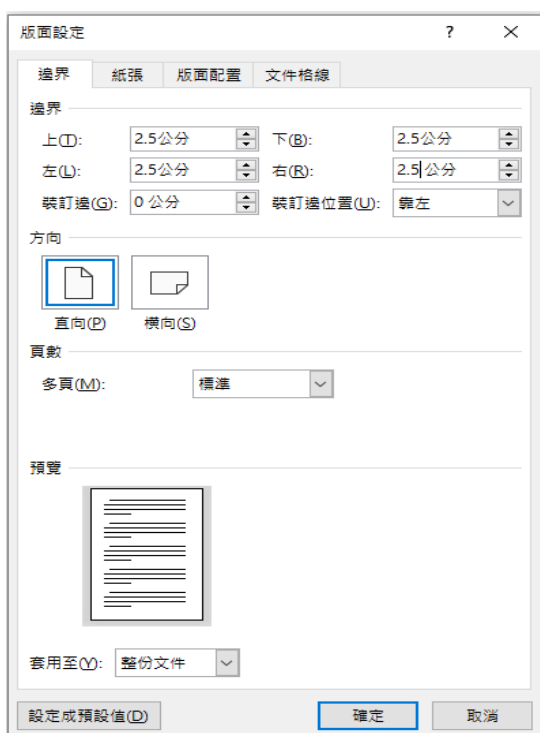 版面設定 ? ×
邊界 紙張 版面配置 文件格線
邊界
上(T): 2.5公分 下(B): 2.5公分
左(L): 2.5公分 右(R): 2.5公分
裝訂邊(G): 0 公分 裝訂邊位置(U): 靠左
方向
直向(P) 橫向(S)
頁數
多頁(M): 標準
預覽
套用至(Y): 整份文件
設定成預設值(D) 確定 取消